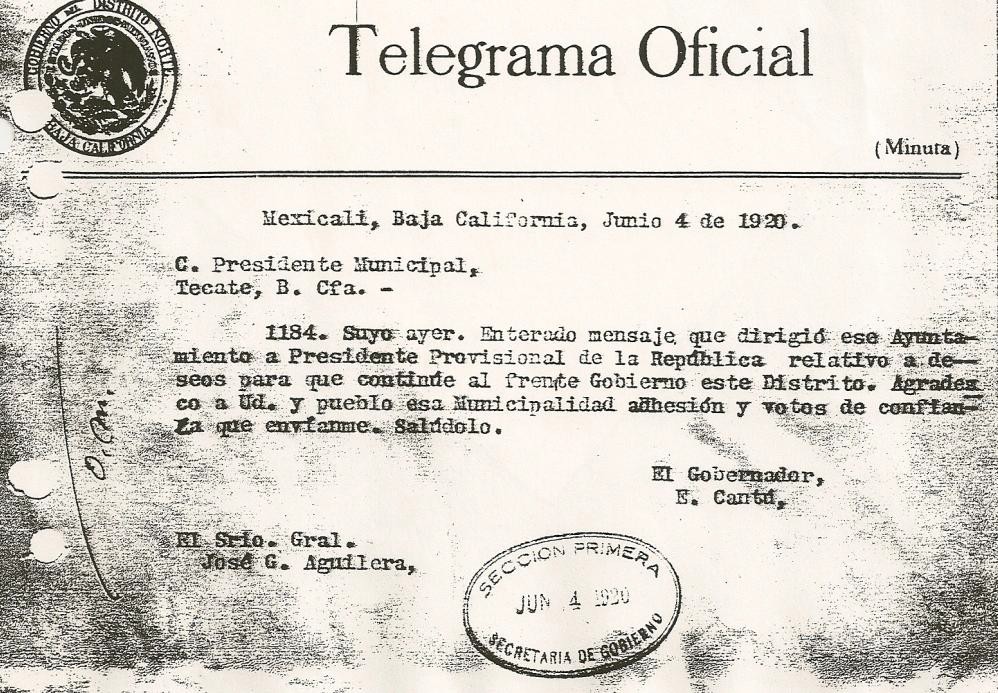 GOBIERNO DEL DISTRITO NORTE
BAJA CALIFORNIA
Telegrama Oficial
(Minuta)
Mexicali, Baja California, Junio 4 de 1920.
C. Presidente Municipal,
Tecate, B. Cfa. -
1184. Suyo ayer. Enterado mensaje que dirigió ese Ayunta-
miento a Presidente Provisional de la República relativo a de-
seos para que continúe al frente Gobierno este Distrito. Agradez
co a Ud. y pueblo esa Municipalidad adhesión y votos de confian-
za que envíanme. Salúdolo.
El Gobernador,
E. Cantú,
El Srio. Gral.
José G. Aguilera,
SECCION PRIMERA
JUN 4 1920
SECRETARIA DE GOBIERNO